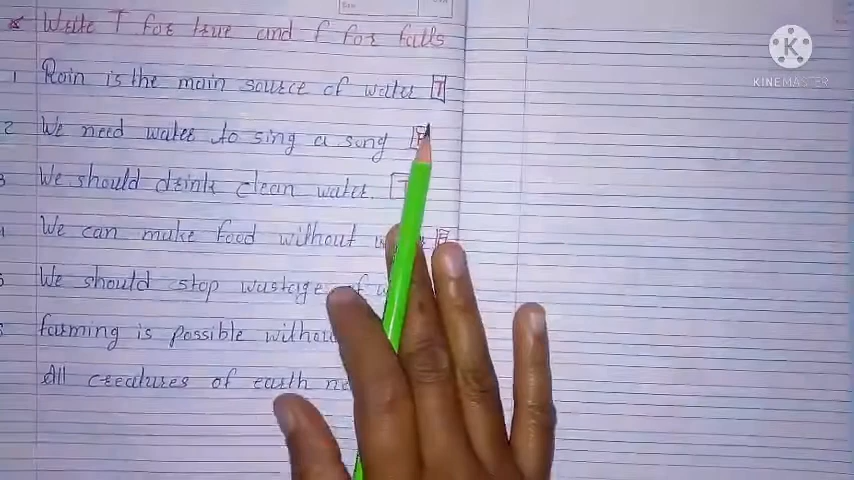 Write T for true and f for falls
1 Rain is the main source of water T
2 We need water to sing a song F
3 We should drink clean water. T
4 We can make food without F
5 We should stop wastage of
6 farming is possible without
All creatures of earth
K
KINEMASTER